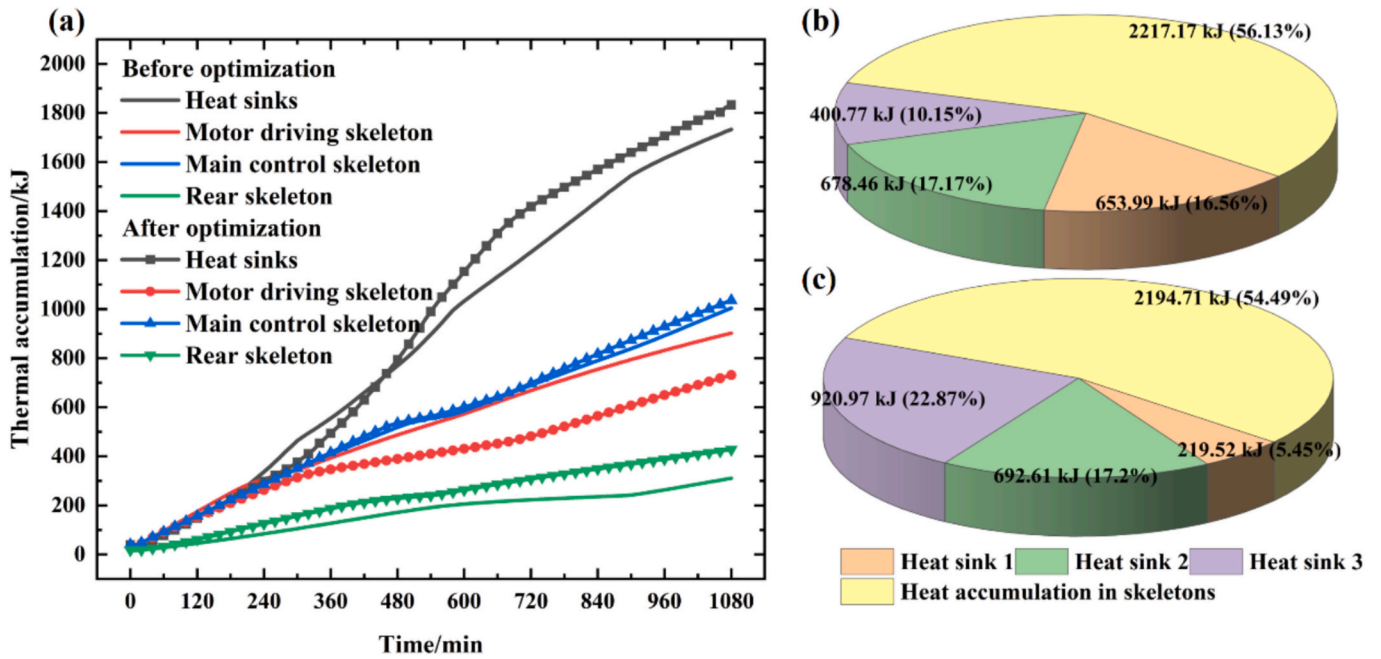 (a)
2000
1800
1600
1400
1200
1000
800
600
400
200
0
Thermal accumulation/kJ
Before optimization
Heat sinks
Motor driving skeleton
Main control skeleton
Rear skeleton
After optimization
Heat sinks
Motor driving skeleton
Main control skeleton
Rear skeleton
0 120 240 360 480 600 720 840 960 1080
Time/min
(b)
2217.17 kJ (56.13%)
400.77 kJ (10.15%)
678.46 kJ (17.17%)
653.99 kJ (16.56%)
(c)
2194.71 kJ (54.49%)
920.97 kJ (22.87%)
219.52 kJ (5.45%)
692.61 kJ (17.2%)
Heat sink 1 Heat sink 2 Heat sink 3
Heat accumulation in skeletons